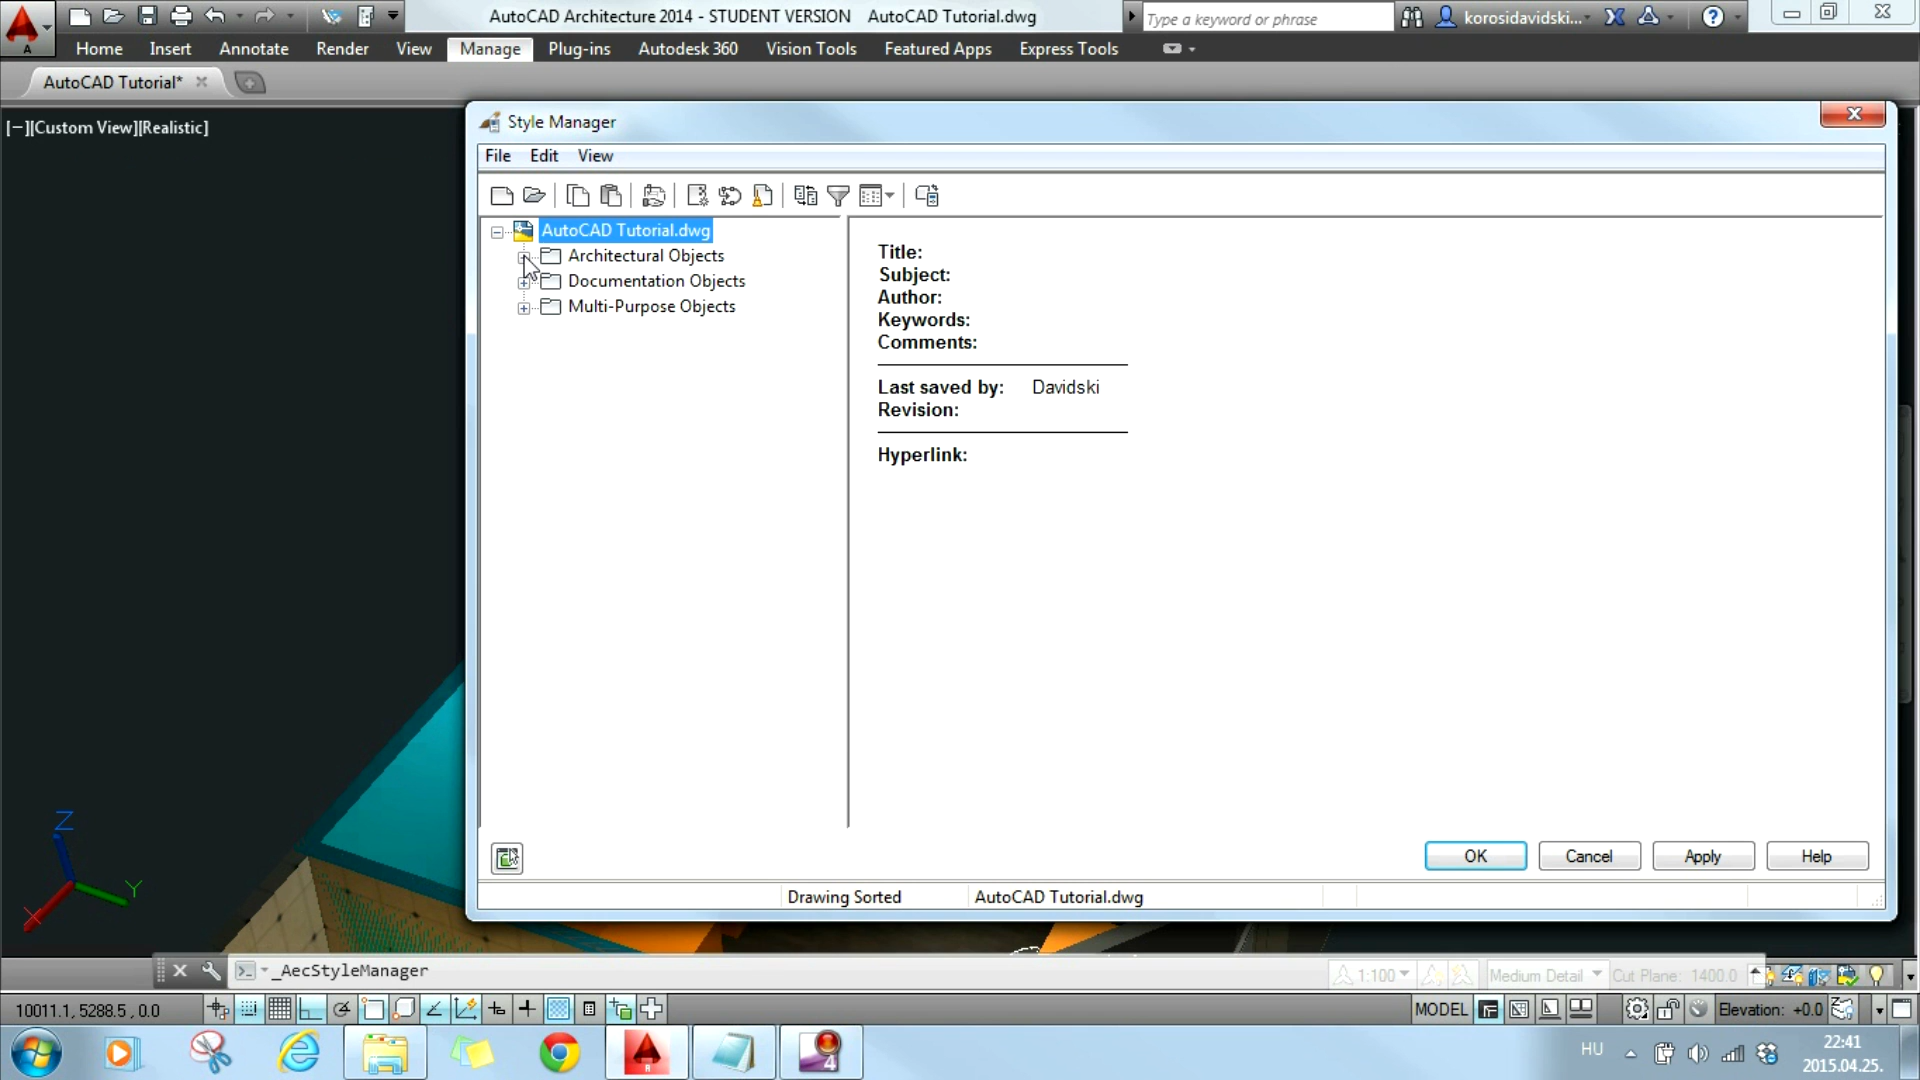 AutoCAD Architecture 2014 - STUDENT VERSION AutoCAD Tutorial.dwg
Type a keyword or phrase
korosidavidski...
Home Insert Annotate Render View Manage Plug-ins Autodesk 360 Vision Tools Featured Apps Express Tools
A
AutoCAD Tutorial*
[−][Custom View][Realistic]
Style Manager
File Edit View
AutoCAD Tutorial.dwg
Architectural Objects
Documentation Objects
Multi-Purpose Objects
Title:
Subject:
Author:
Keywords:
Comments:
Last saved by: Davidski
Revision:
Hyperlink:
OK Cancel Apply Help
Drawing Sorted AutoCAD Tutorial.dwg
Z
Y
X
_AecStyleManager
1:100 Medium Detail Cut Plane: 1400.0
10011.1, 5288.5 , 0.0
MODEL
Elevation: +0.0
4
HU
22:41
2015.04.25.